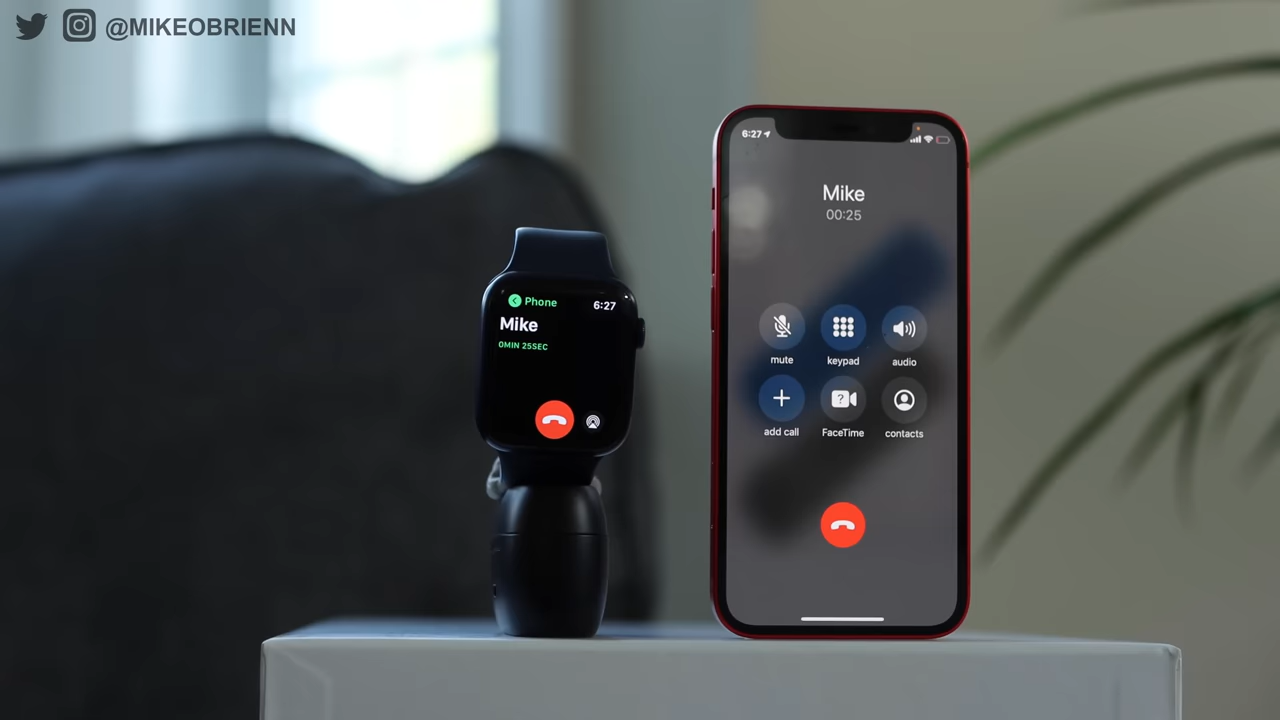 @MIKEOBRIENN
Phone
6:27
Mike
0MIN 25SEC
6:27
Mike
00:25
mute
keypad
audio
add call
?
FaceTime
contacts